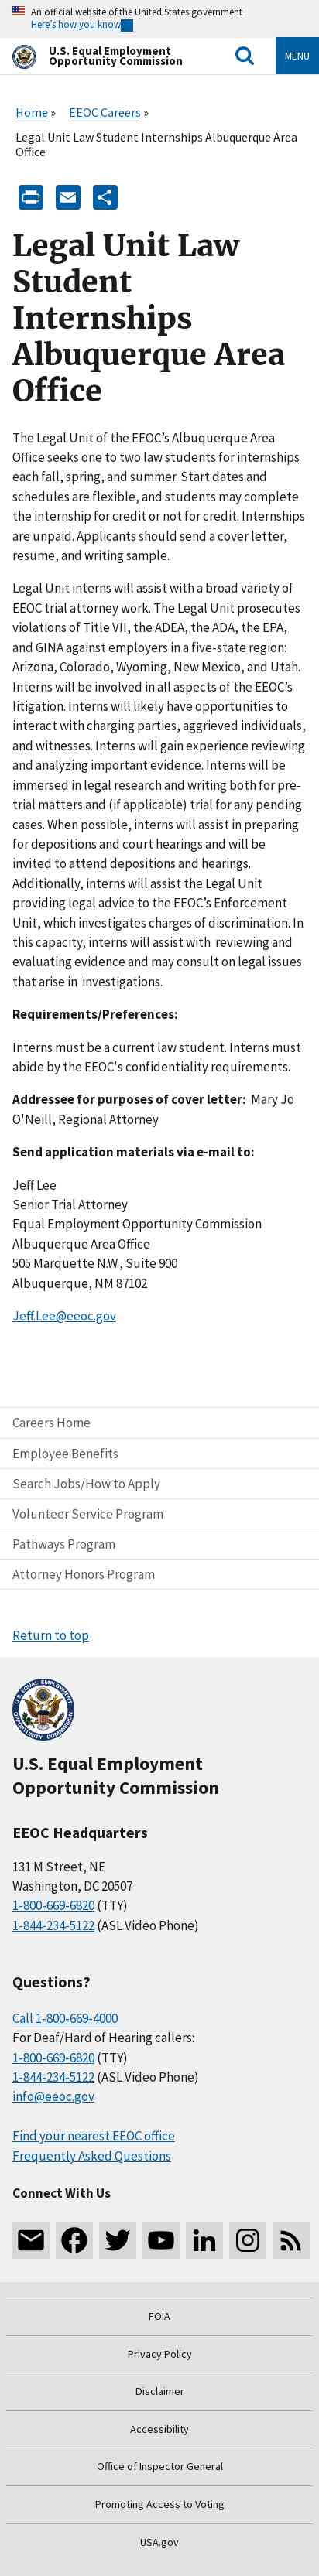 An official website of the United States government
Here's how you know
U.S. Equal Employment
Opportunity Commission
MENU
Home » EEOC Careers »
Legal Unit Law Student Internships Albuquerque Area
Office
Legal Unit Law
Student
Internships
Albuquerque Area
Office
The Legal Unit of the EEOC’s Albuquerque Area
Office seeks one to two law students for internships
each fall, spring, and summer. Start dates and
schedules are flexible, and students may complete
the internship for credit or not for credit. Internships
are unpaid. Applicants should send a cover letter,
resume, and writing sample.
Legal Unit interns will assist with a broad variety of
EEOC trial attorney work. The Legal Unit prosecutes
violations of Title VII, the ADEA, the ADA, the EPA,
and GINA against employers in a five-state region:
Arizona, Colorado, Wyoming, New Mexico, and Utah.
Interns will be involved in all aspects of the EEOC’s
litigation. Interns will likely have opportunities to
interact with charging parties, aggrieved individuals,
and witnesses. Interns will gain experience reviewing
and analyzing important evidence. Interns will be
immersed in legal research and writing both for pre-
trial matters and (if applicable) trial for any pending
cases. When possible, interns will assist in preparing
for depositions and court hearings and will be
invited to attend depositions and hearings.
Additionally, interns will assist the Legal Unit
providing legal advice to the EEOC’s Enforcement
Unit, which investigates charges of discrimination. In
this capacity, interns will assist with reviewing and
evaluating evidence and may consult on legal issues
that arise in investigations.
Requirements/Preferences:
Interns must be a current law student. Interns must
abide by the EEOC's confidentiality requirements.
Addressee for purposes of cover letter: Mary Jo
O'Neill, Regional Attorney
Send application materials via e-mail to:
Jeff Lee
Senior Trial Attorney
Equal Employment Opportunity Commission
Albuquerque Area Office
505 Marquette N.W., Suite 900
Albuquerque, NM 87102
Jeff.Lee@eeoc.gov
Careers Home
Employee Benefits
Search Jobs/How to Apply
Volunteer Service Program
Pathways Program
Attorney Honors Program
Return to top
U.S. Equal Employment
Opportunity Commission
EEOC Headquarters
131 M Street, NE
Washington, DC 20507
1-800-669-6820 (TTY)
1-844-234-5122 (ASL Video Phone)
Questions?
Call 1-800-669-4000
For Deaf/Hard of Hearing callers:
1-800-669-6820 (TTY)
1-844-234-5122 (ASL Video Phone)
info@eeoc.gov
Find your nearest EEOC office
Frequently Asked Questions
Connect With Us
FOIA
Privacy Policy
Disclaimer
Accessibility
Office of Inspector General
Promoting Access to Voting
USA.gov